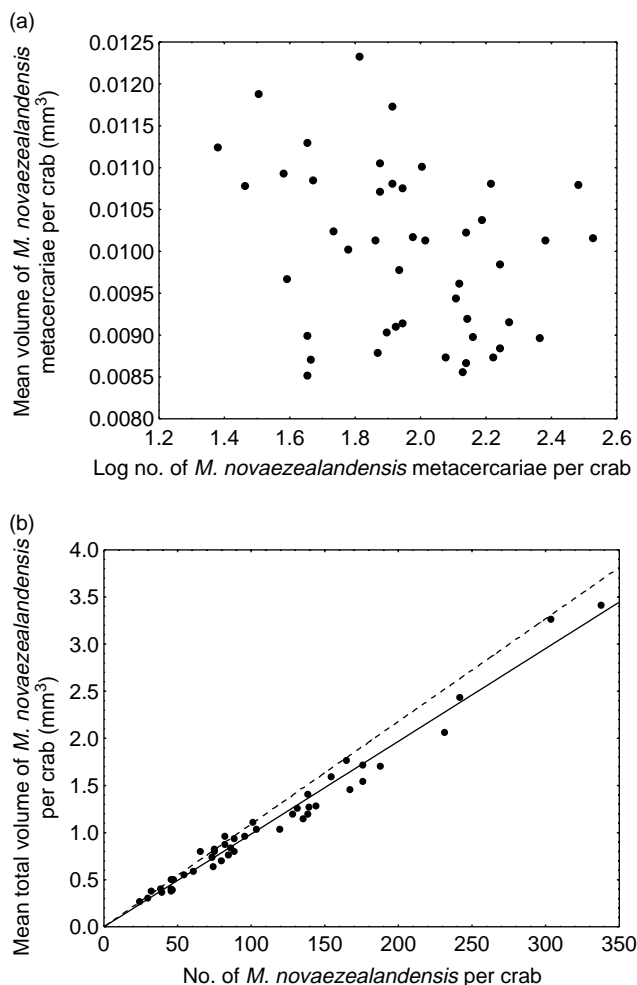 (a)
Mean volume of M. novaezealandensis
metacercariae per crab (mm³)
0.0125
0.0120
0.0115
0.0110
0.0105
0.0100
0.0095
0.0090
0.0085
0.0080
1.2 1.4 1.6 1.8 2.0 2.2 2.4 2.6
Log no. of M. novaezealandensis metacercariae per crab
(b)
Mean total volume of M. novaezealandensis
per crab (mm³)
4.0
3.5
3.0
2.5
2.0
1.5
1.0
0.5
0.0
0 50 100 150 200 250 300 350
No. of M. novaezealandensis per crab